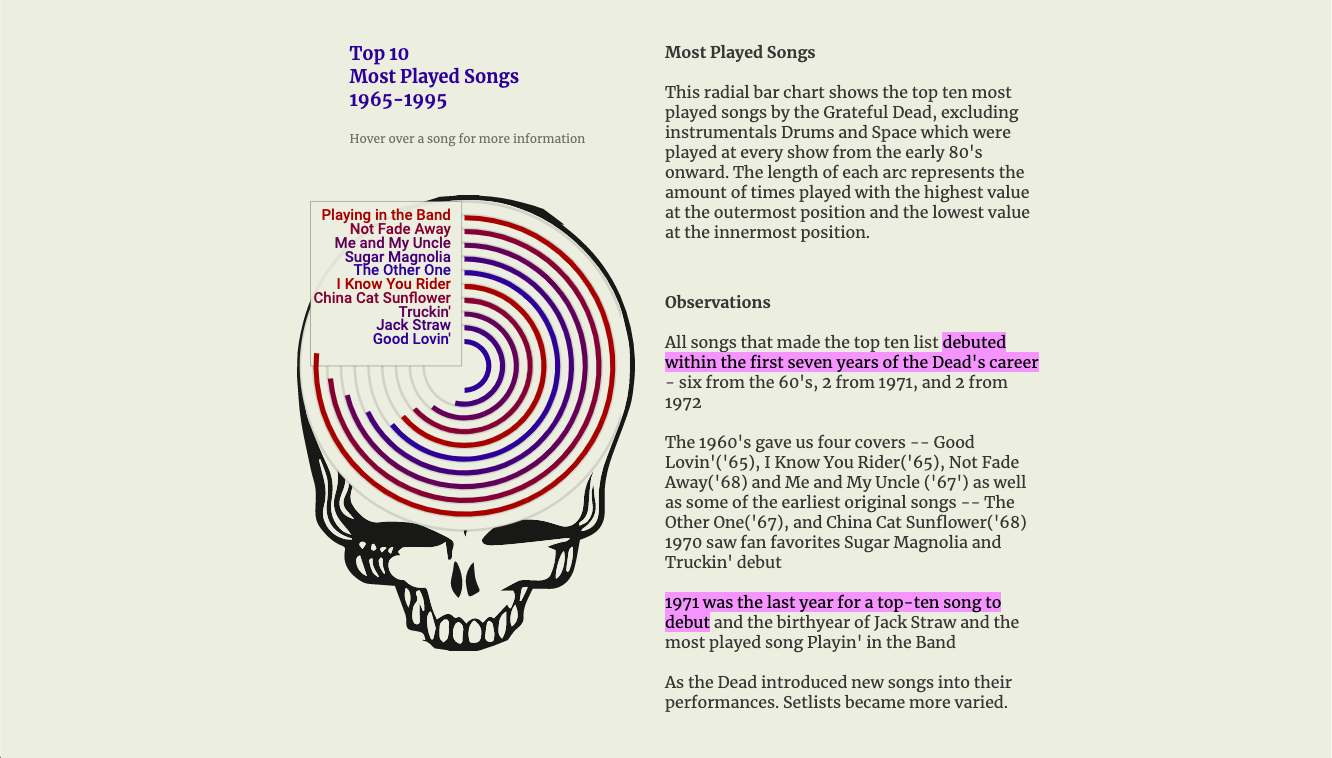 Top 10
Most Played Songs
1965-1995
Hover over a song for more information
Playing in the Band
Not Fade Away
Me and My Uncle
Sugar Magnolia
The Other One
I Know You Rider
China Cat Sunflower
Truckin'
Jack Straw
Good Lovin'
Most Played Songs
This radial bar chart shows the top ten most
played songs by the Grateful Dead, excluding
instrumentals Drums and Space which were
played at every show from the early 80's
onward. The length of each arc represents the
amount of times played with the highest value
at the outermost position and the lowest value
at the innermost position.
Observations
All songs that made the top ten list debuted
within the first seven years of the Dead's career
- six from the 60's, 2 from 1971, and 2 from
1972
The 1960's gave us four covers -- Good
Lovin'('65), I Know You Rider('65), Not Fade
Away('68) and Me and My Uncle ('67') as well
as some of the earliest original songs -- The
Other One('67), and China Cat Sunflower('68)
1970 saw fan favorites Sugar Magnolia and
Truckin' debut
1971 was the last year for a top-ten song to
debut and the birthyear of Jack Straw and the
most played song Playin' in the Band
As the Dead introduced new songs into their
performances. Setlists became more varied.